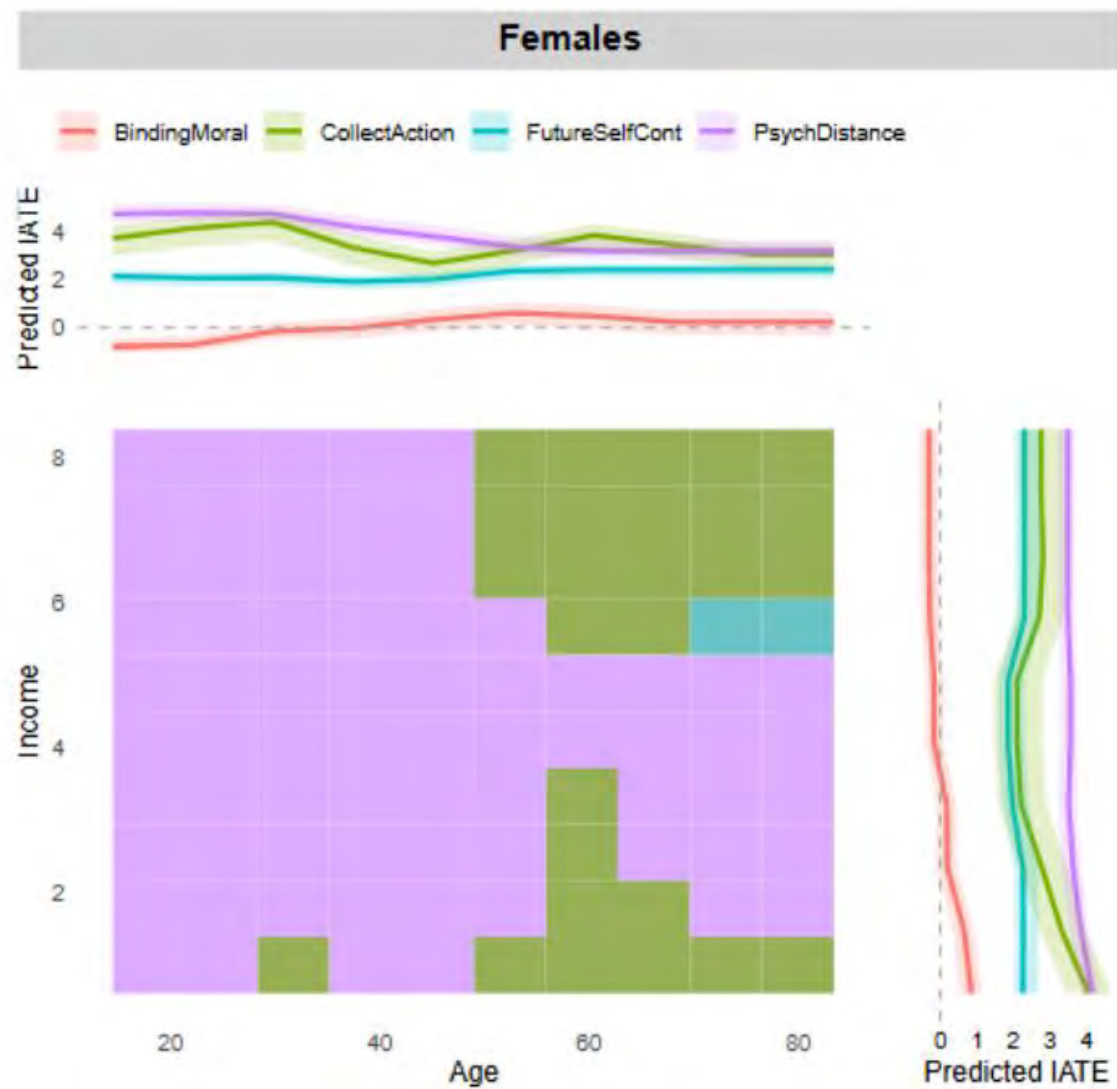 Females
BindingMoral CollectAction FutureSelfCont PsychDistance
Predicted IATE
4
2
0
Income
8
6
4
2
20 40 60 80
Age
0 1 2 3 4
Predicted IATE